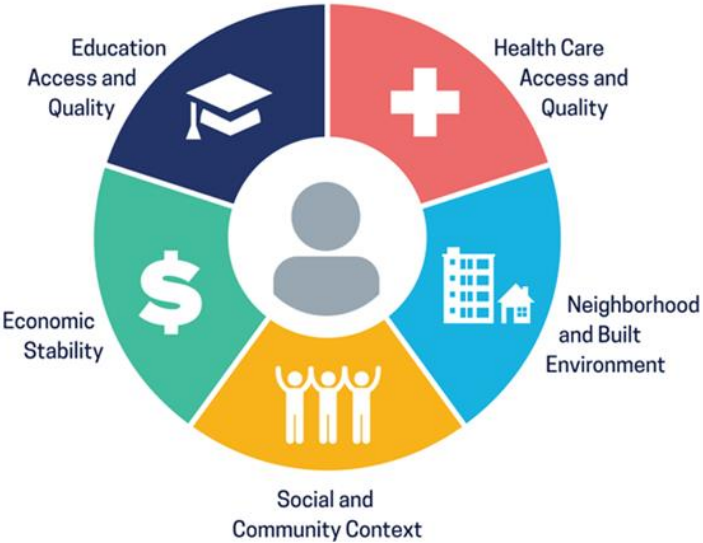 Education
Access and
Quality
Health Care
Access and
Quality
$
Economic
Stability
Neighborhood
and Built
Environment
Social and
Community Context